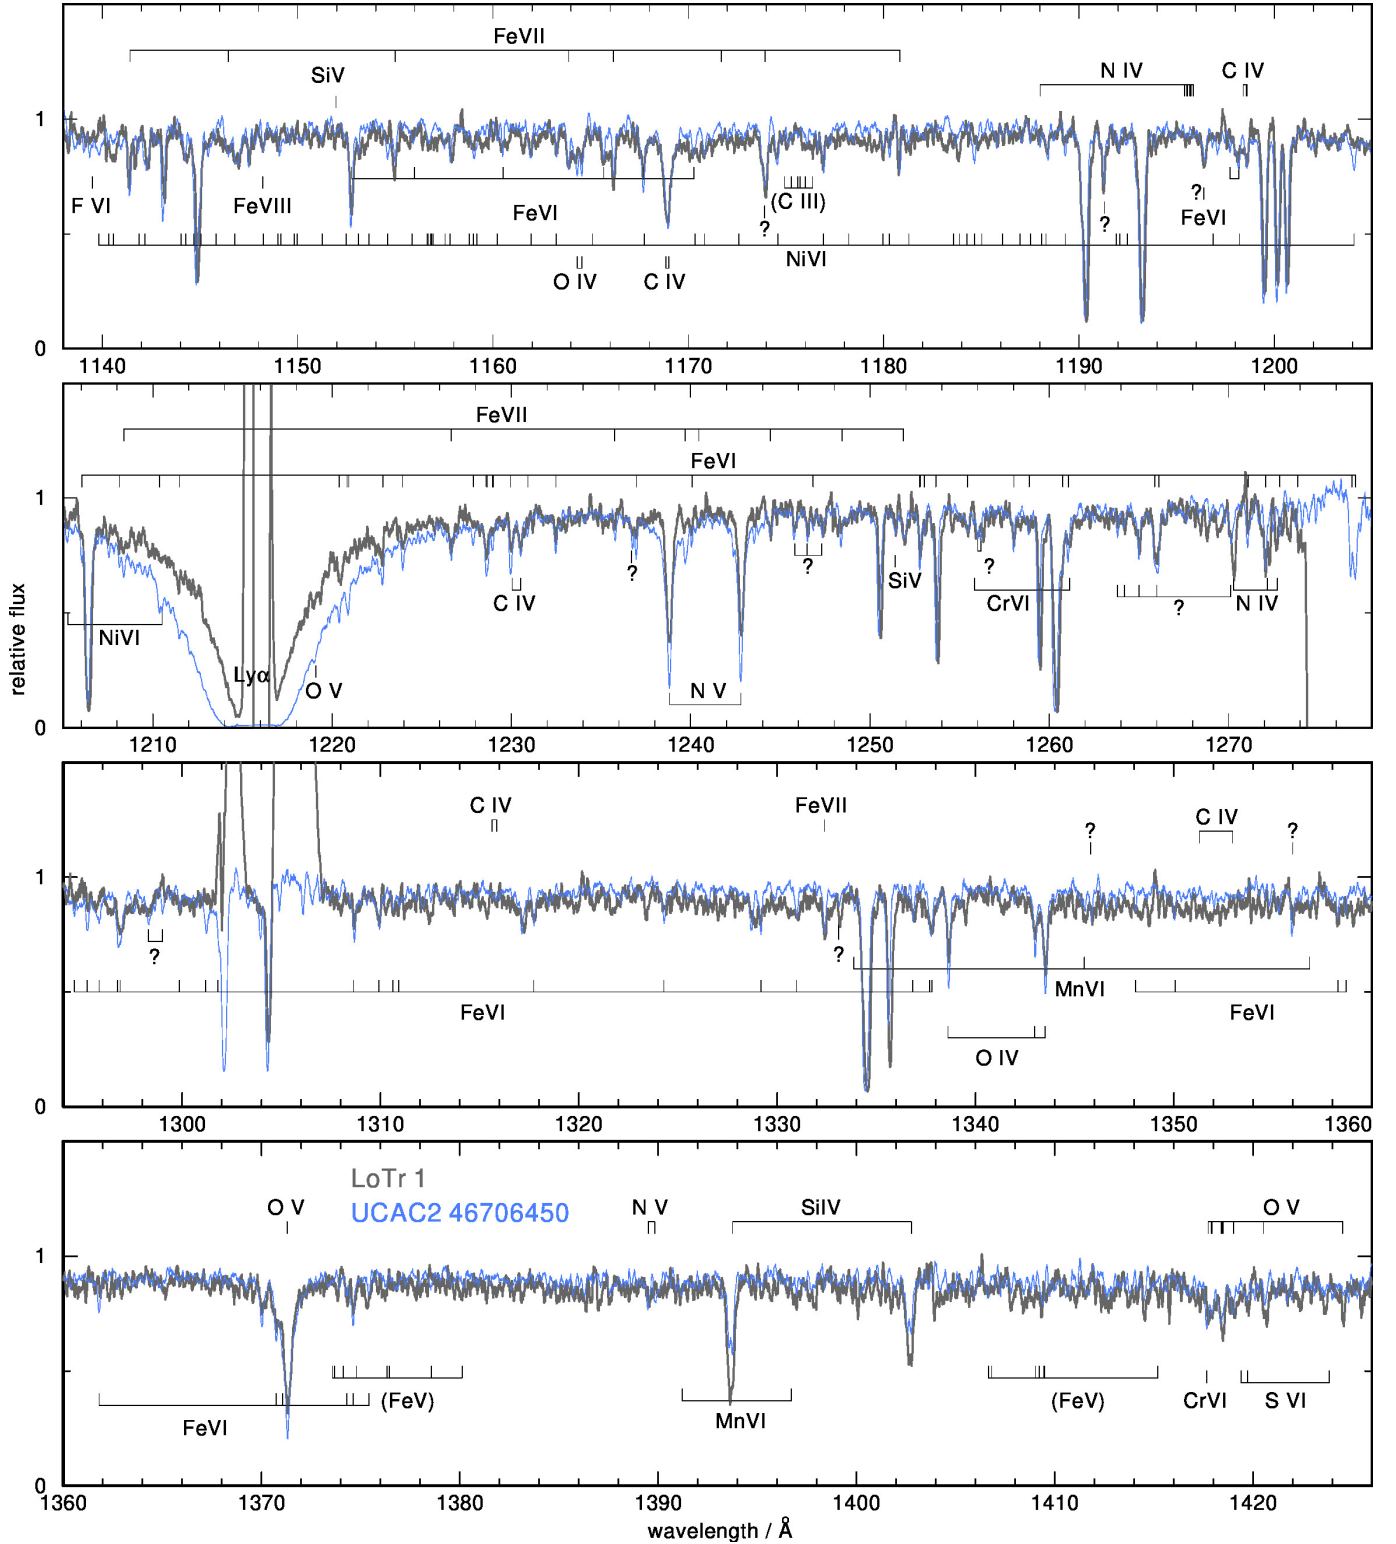 FeVII
SiV
N IV
C IV
1
F VI
FeVIII
FeVI
(C III)
?
?
?
FeVI
NiVI
O IV
C IV
0
1140
1150
1160
1170
1180
1190
1200
FeVII
FeVI
1
?
?
SiV
?
C IV
CrVI
?
N IV
NiVI
Lyα
O V
N V
0
1210
1220
1230
1240
1250
1260
1270
relative flux
C IV
FeVII
?
C IV
?
1
?
?
FeVI
MnVI
FeVI
O IV
0
1300
1310
1320
1330
1340
1350
1360
LoTr 1
UCAC2 46706450
O V
N V
SiIV
O V
1
FeVI
(FeV)
MnVI
(FeV)
CrVI
S VI
0
1360
1370
1380
1390
1400
1410
1420
wavelength / Å